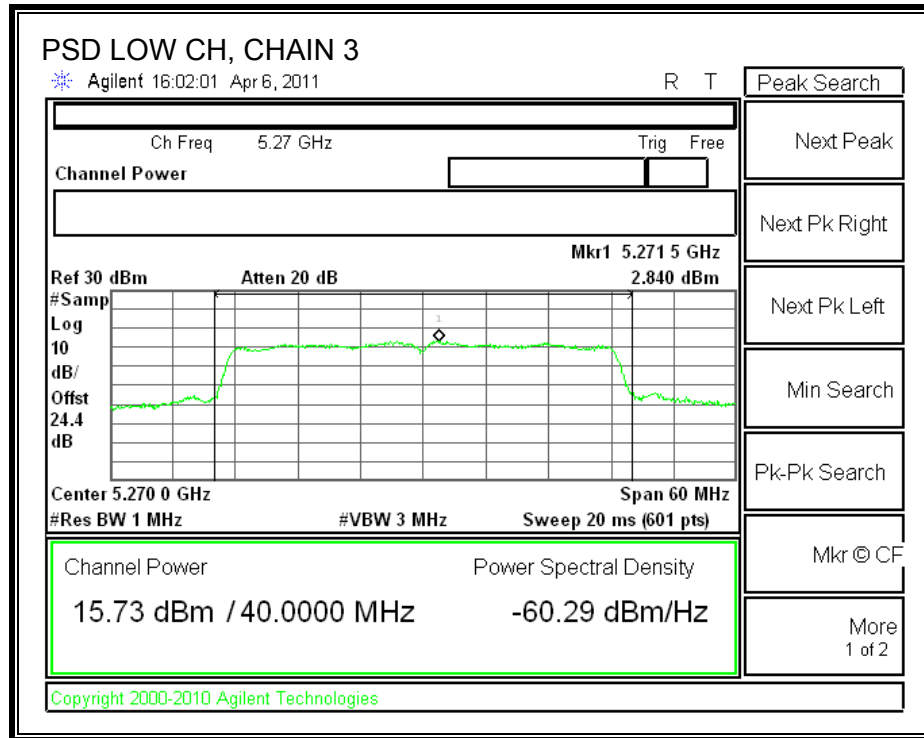 PSD LOW CH, CHAIN 3
Agilent 16:02:01 Apr 6, 2011 R T
Peak Search
Ch Freq 5.27 GHz Trig Free
Next Peak
Channel Power
Next Pk Right
Mkr1 5.271 5 GHz
Ref 30 dBm Atten 20 dB 2.840 dBm
#Samp
Log
10
dB/
Offst
24.4
dB
1
Next Pk Left
Min Search
Pk-Pk Search
Center 5.270 0 GHz Span 60 MHz
#Res BW 1 MHz #VBW 3 MHz Sweep 20 ms (601 pts)
Mkr © CF
Channel Power Power Spectral Density
15.73 dBm / 40.0000 MHz -60.29 dBm/Hz
More
1 of 2
Copyright 2000-2010 Agilent Technologies